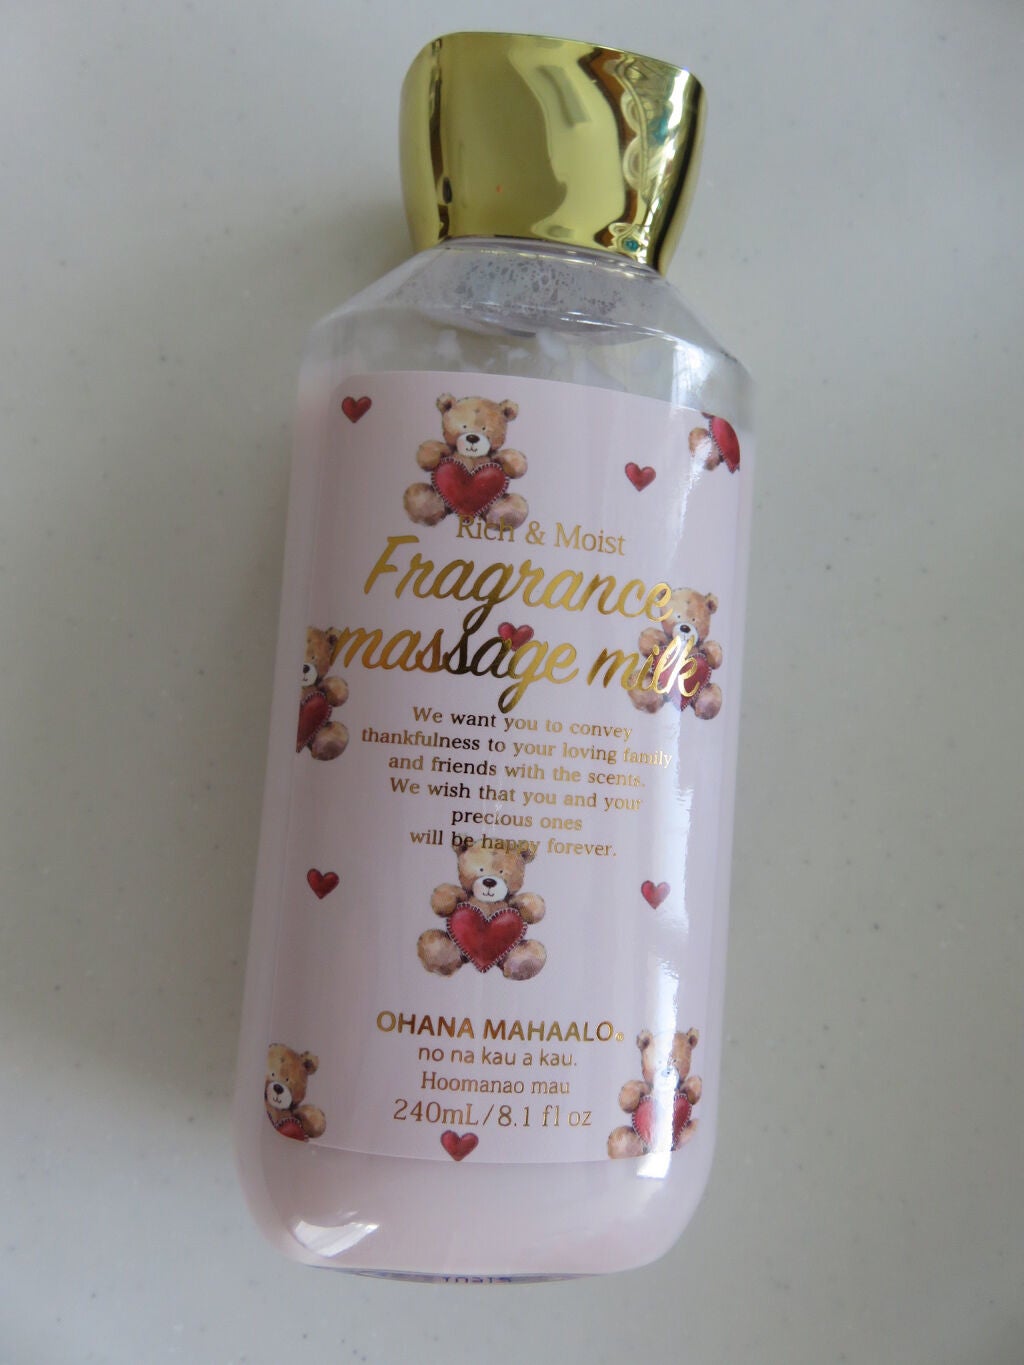 Rich & Moist
Fragrance
massage milk
We want you to convey
thankfulness to your loving family
and friends with the scents.
We wish that you and your
precious ones
will be happy forever.
OHANA MAHAALO®
no na kau a kau.
Hoomanao mau
240mL/8.1 fl oz